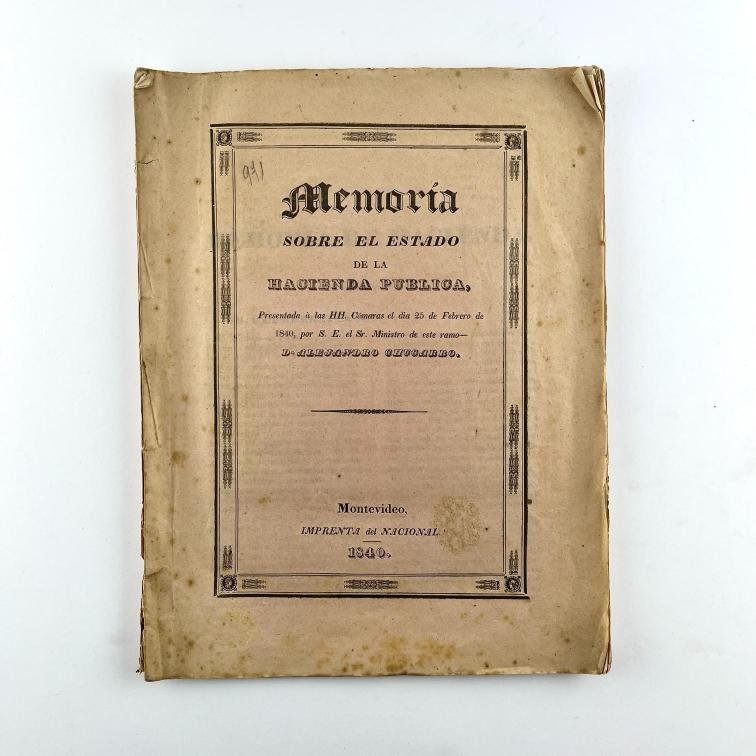 971
Memoria
SOBRE EL ESTADO
DE LA
HACIENDA PUBLICA,
Presentada à las HH. Cámaras el dia 25 de Febrero de
1840, por S. E. el Sr. Ministro de este ramo—
D. ALEJANDRO CHUCARRO.
Montevideo,
IMPRENTA del NACIONAL.
1840.